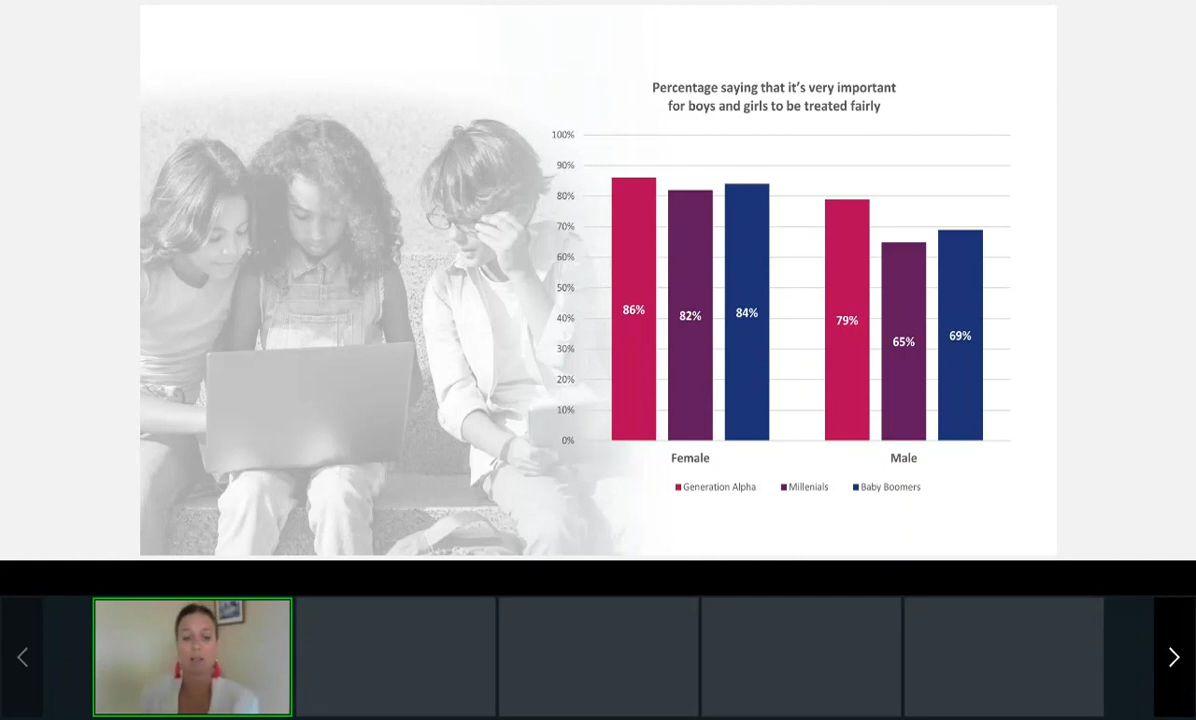 Percentage saying that it's very important
for boys and girls to be treated fairly
100%
90%
80%
70%
60%
50%
40%
30%
20%
10%
0%
86%
82%
84%
79%
65%
69%
Female
Male
Generation Alpha
Millenials
Baby Boomers